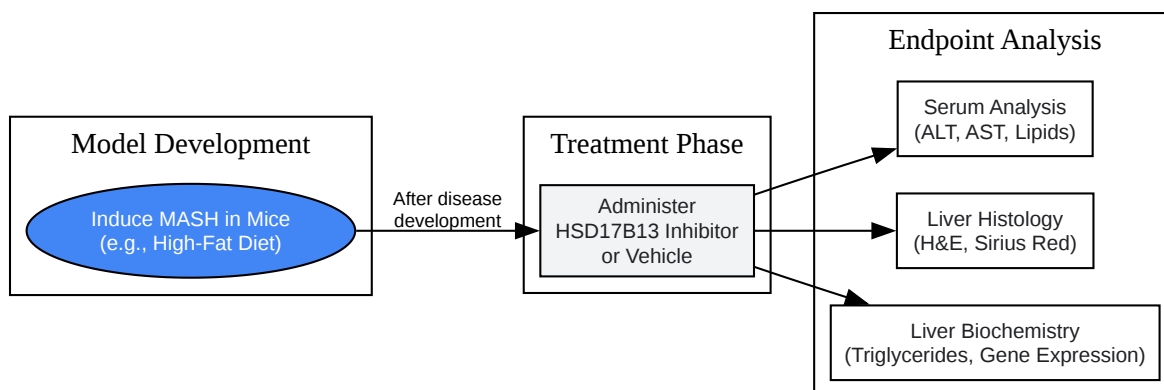 Model Development
Induce MASH in Mice
(e.g., High-Fat Diet)
After disease
development
Treatment Phase
Administer
HSD17B13 Inhibitor
or Vehicle
Endpoint Analysis
Serum Analysis
(ALT, AST, Lipids)
Liver Histology
(H&E, Sirius Red)
Liver Biochemistry
(Triglycerides, Gene Expression)